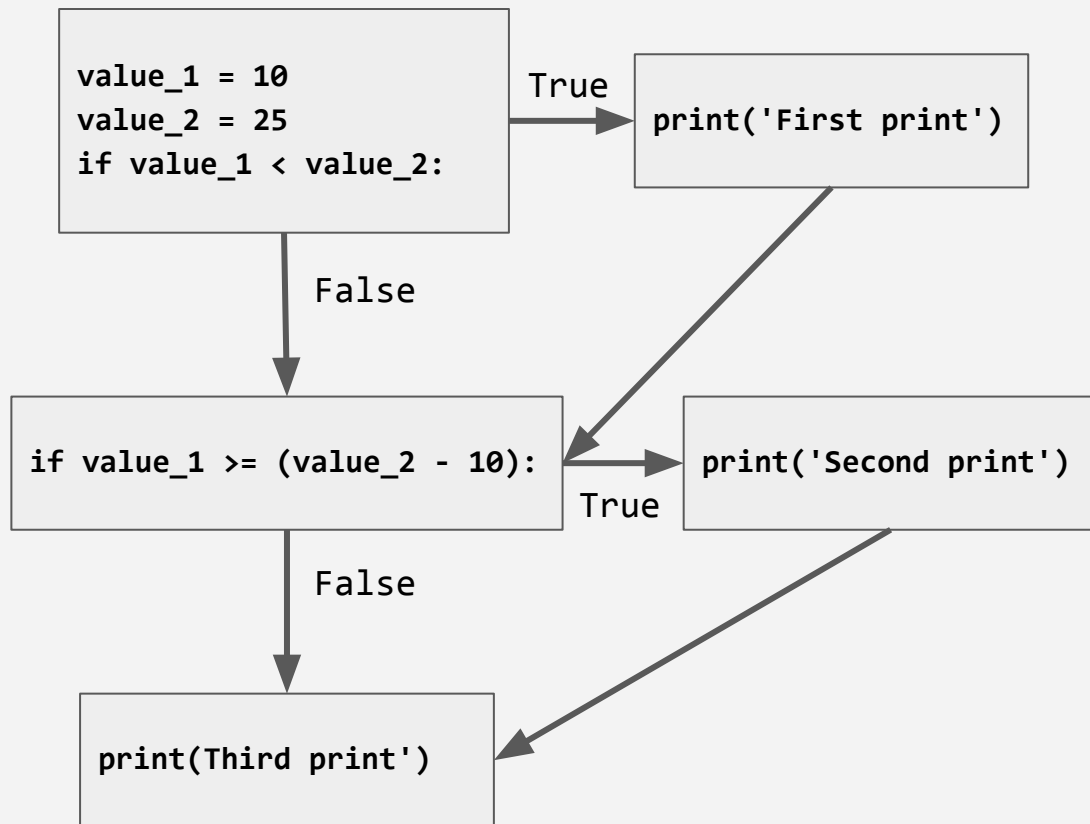 value_1 = 10
value_2 = 25
if value_1 < value_2:
True
print('First print')
False
if value_1 >= (value_2 - 10):
True
print('Second print')
False
print(Third print')